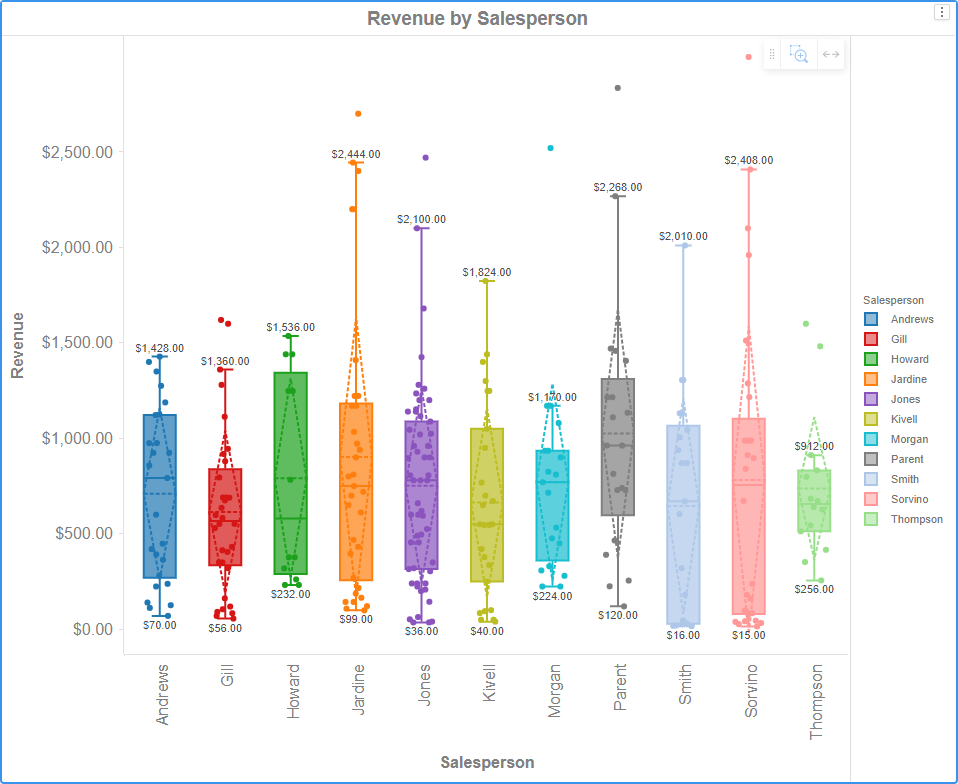 Revenue by Salesperson
Revenue
$2,500.00
$2,000.00
$1,500.00
$1,000.00
$500.00
$0.00
$1,428.00
$70.00
$1,360.00
$56.00
$1,536.00
$232.00
$2,444.00
$99.00
$2,100.00
$36.00
$1,824.00
$40.00
$1,170.00
$224.00
$2,268.00
$120.00
$2,010.00
$16.00
$2,408.00
$15.00
$912.00
$256.00
Andrews
Gill
Howard
Jardine
Jones
Kivell
Morgan
Parent
Smith
Sorvino
Thompson
Salesperson
Salesperson
Andrews
Gill
Howard
Jardine
Jones
Kivell
Morgan
Parent
Smith
Sorvino
Thompson